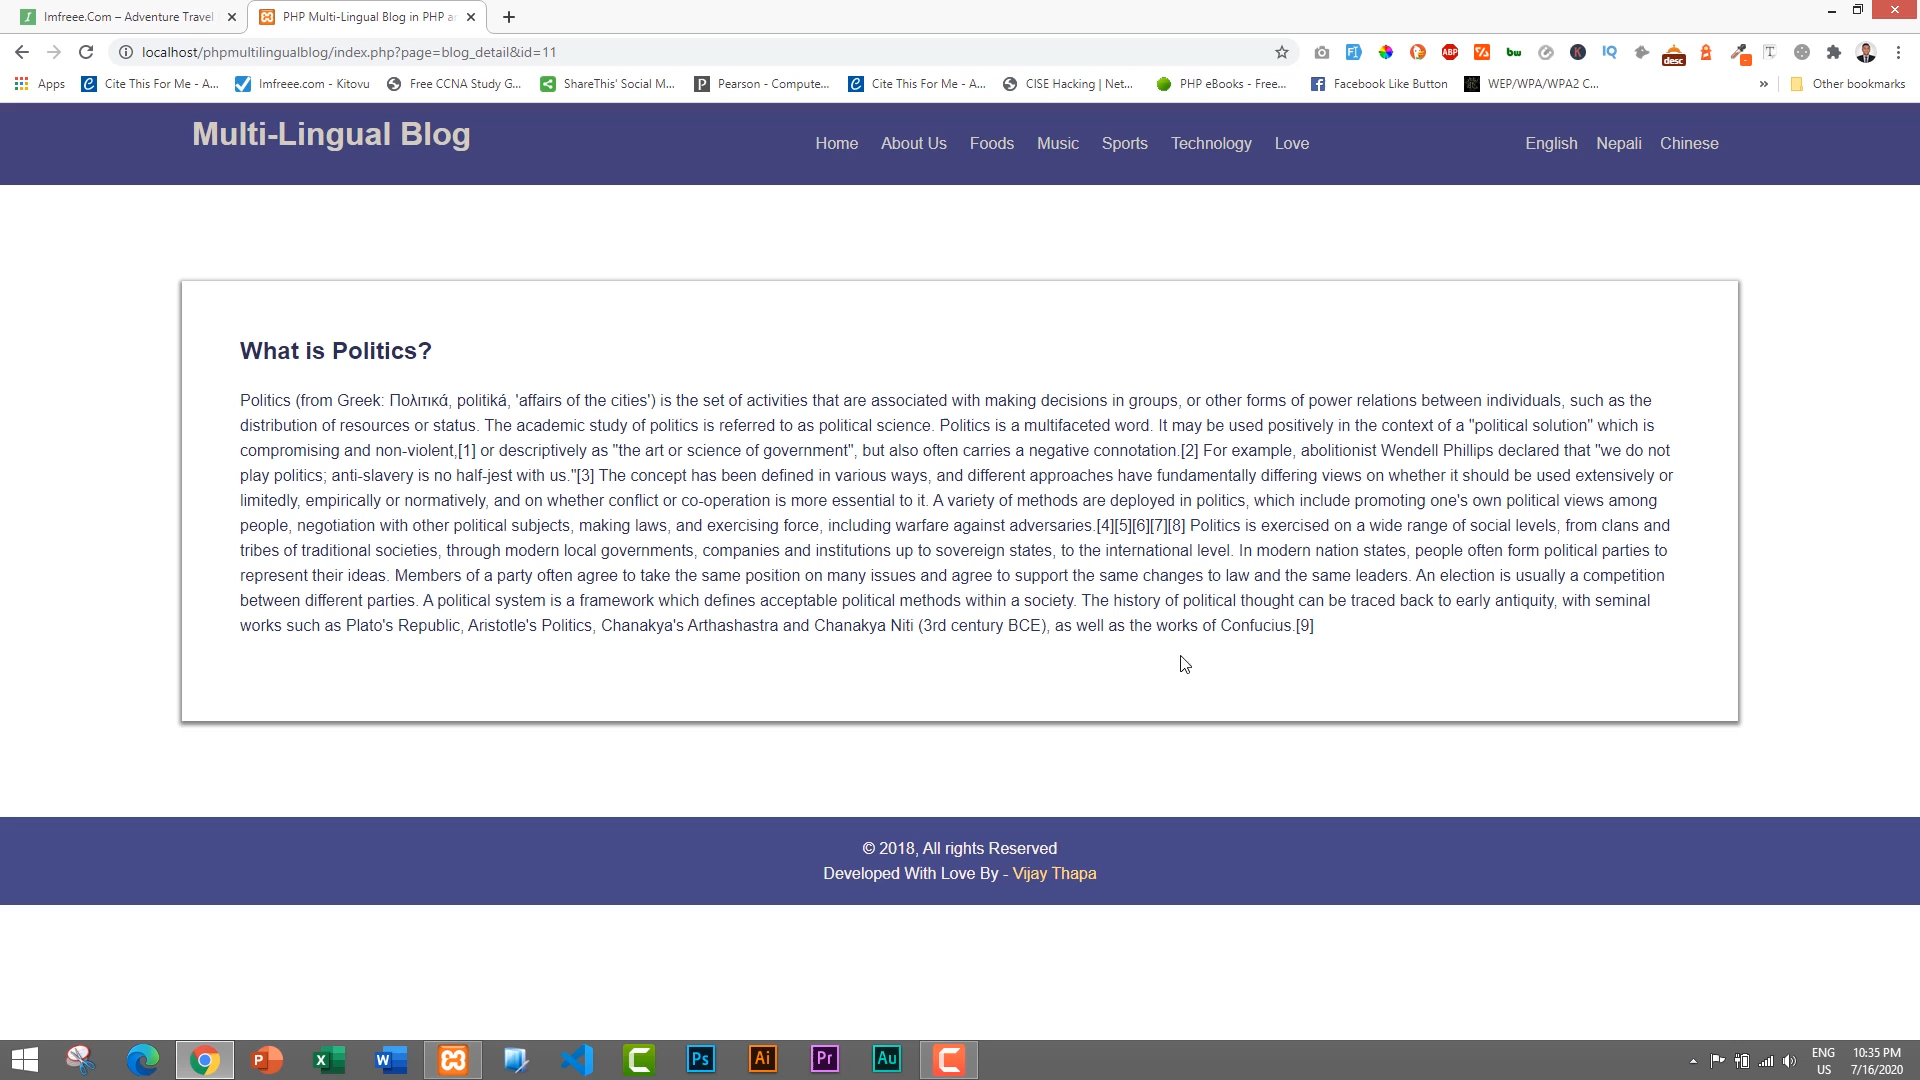 Imfreee.Com – Adventure Travel
PHP Multi-Lingual Blog in PHP ar
localhost/phpmultilingualblog/index.php?page=blog_detail&id=11
ABP
bw
K
IQ
desc
Apps
Cite This For Me - A...
Imfreee.com - Kitovu
Free CCNA Study G...
ShareThis' Social M...
Pearson - Compute...
Cite This For Me - A...
CISE Hacking | Net...
PHP eBooks - Free...
Facebook Like Button
WEP/WPA/WPA2 C...
Other bookmarks
Multi-Lingual Blog
Home About Us Foods Music Sports Technology Love
English Nepali Chinese
What is Politics?
Politics (from Greek: Πολιτικά, politiká, 'affairs of the cities') is the set of activities that are associated with making decisions in groups, or other forms of power relations between individuals, such as the
distribution of resources or status. The academic study of politics is referred to as political science. Politics is a multifaceted word. It may be used positively in the context of a "political solution" which is
compromising and non-violent,[1] or descriptively as "the art or science of government", but also often carries a negative connotation.[2] For example, abolitionist Wendell Phillips declared that "we do not
play politics; anti-slavery is no half-jest with us."[3] The concept has been defined in various ways, and different approaches have fundamentally differing views on whether it should be used extensively or
limitedly, empirically or normatively, and on whether conflict or co-operation is more essential to it. A variety of methods are deployed in politics, which include promoting one's own political views among
people, negotiation with other political subjects, making laws, and exercising force, including warfare against adversaries.[4][5][6][7][8] Politics is exercised on a wide range of social levels, from clans and
tribes of traditional societies, through modern local governments, companies and institutions up to sovereign states, to the international level. In modern nation states, people often form political parties to
represent their ideas. Members of a party often agree to take the same position on many issues and agree to support the same changes to law and the same leaders. An election is usually a competition
between different parties. A political system is a framework which defines acceptable political methods within a society. The history of political thought can be traced back to early antiquity, with seminal
works such as Plato's Republic, Aristotle's Politics, Chanakya's Arthashastra and Chanakya Niti (3rd century BCE), as well as the works of Confucius.[9]
© 2018, All rights Reserved
Developed With Love By - Vijay Thapa
Ps
Ai
Pr
Au
ENG
US
10:35 PM
7/16/2020